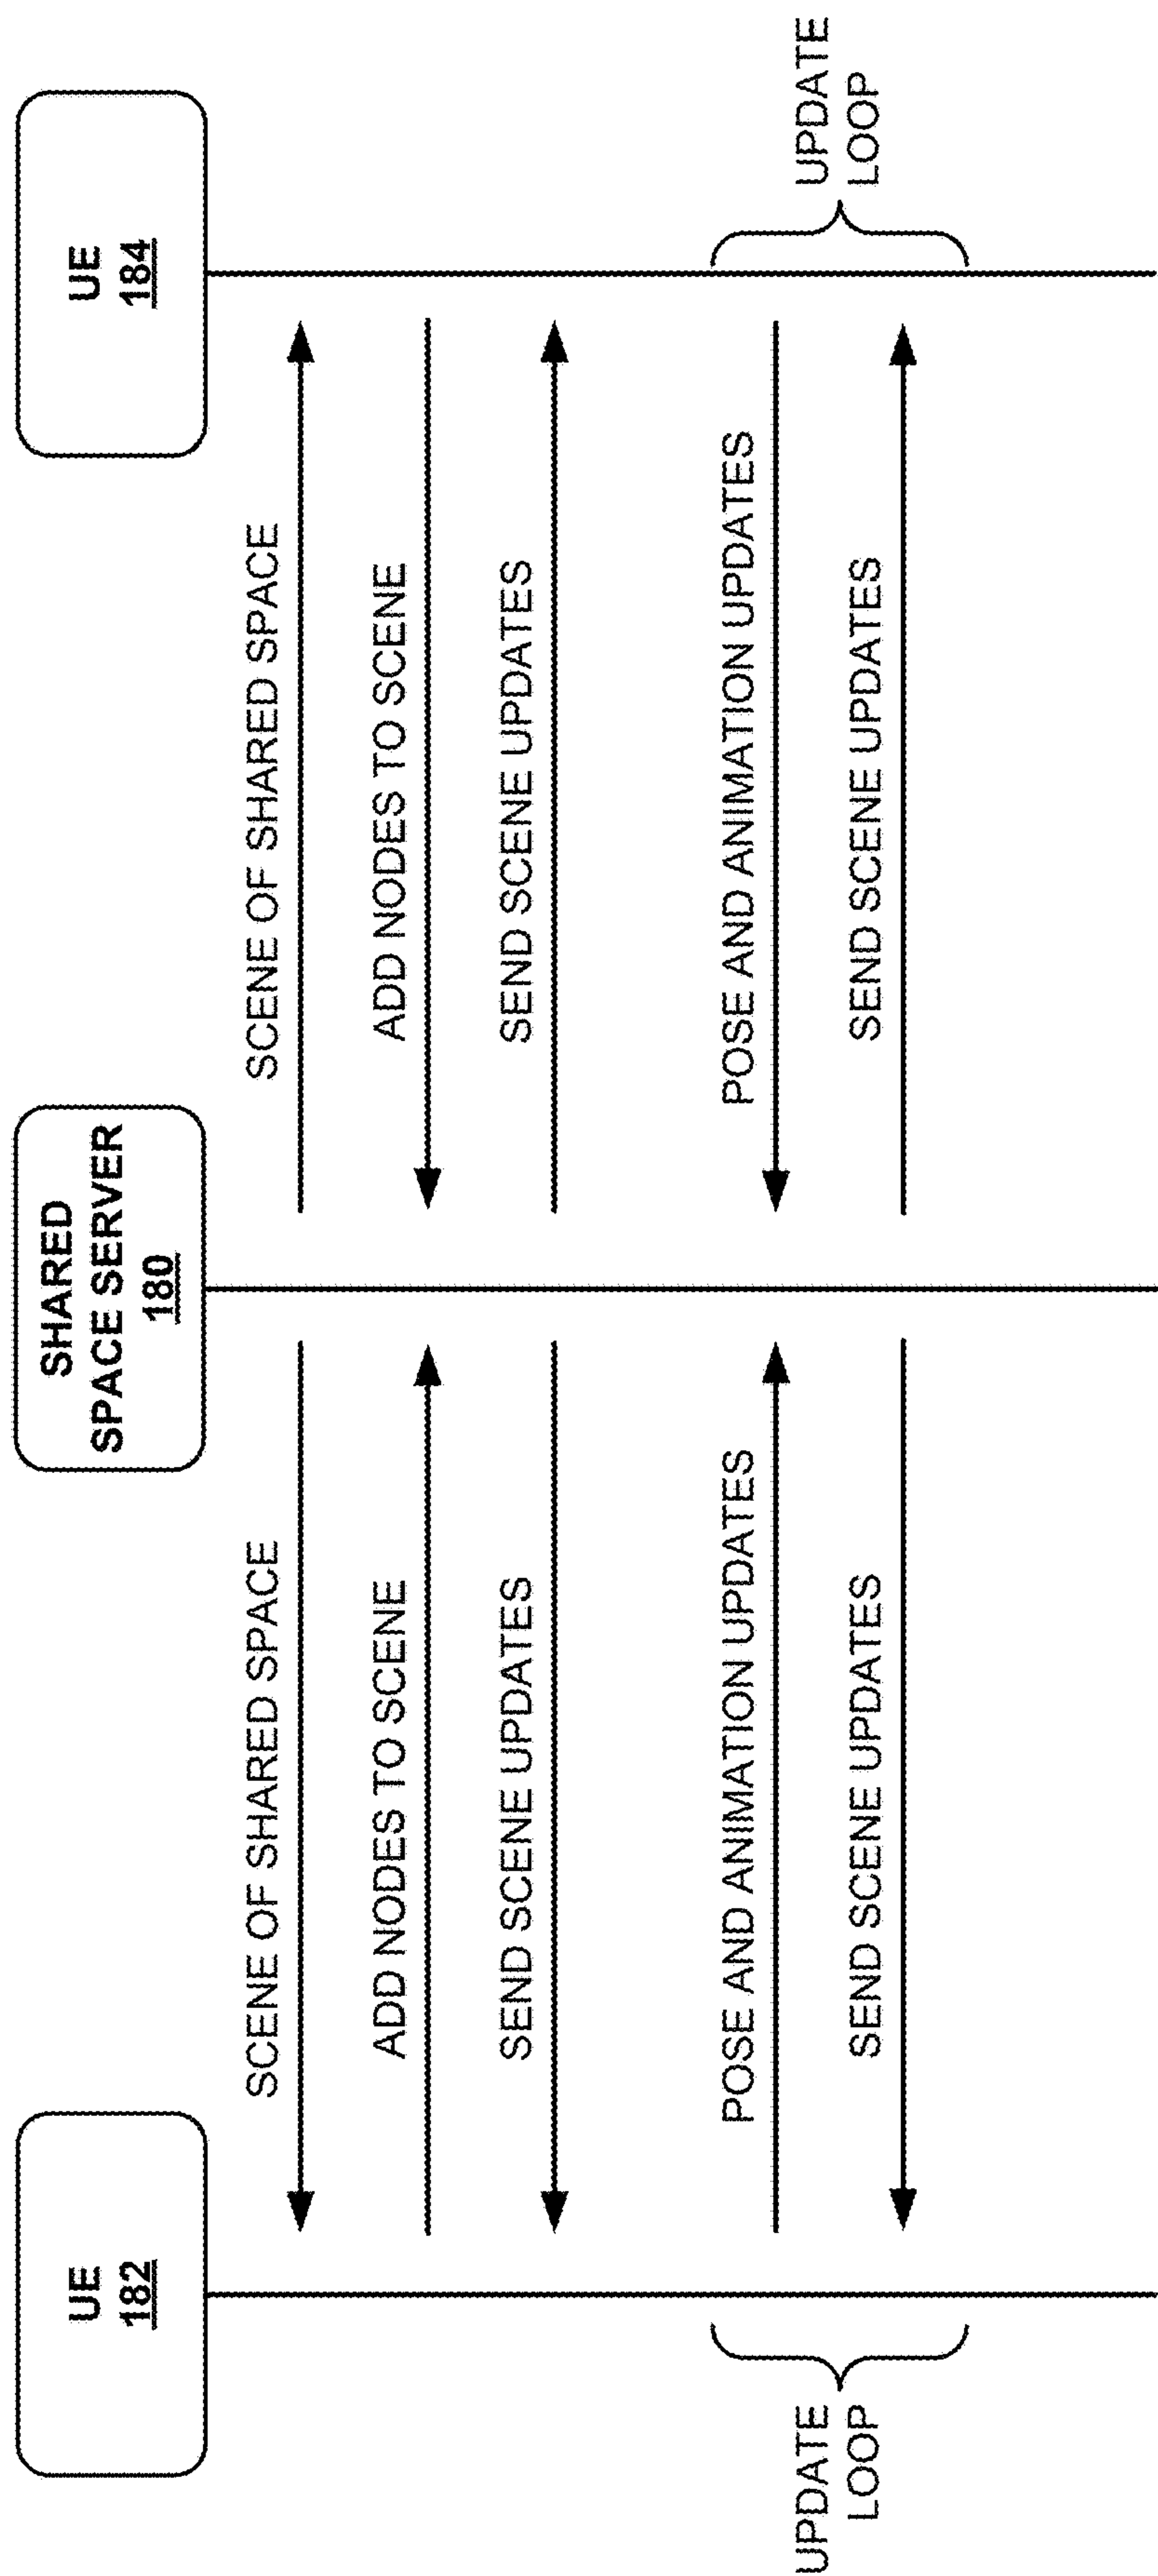 UE
182
SHARED
SPACE SERVER
180
UE
184
SCENE OF SHARED SPACE
SCENE OF SHARED SPACE
ADD NODES TO SCENE
ADD NODES TO SCENE
SEND SCENE UPDATES
SEND SCENE UPDATES
UPDATE
LOOP
POSE AND ANIMATION UPDATES
POSE AND ANIMATION UPDATES
UPDATE
LOOP
SEND SCENE UPDATES
SEND SCENE UPDATES